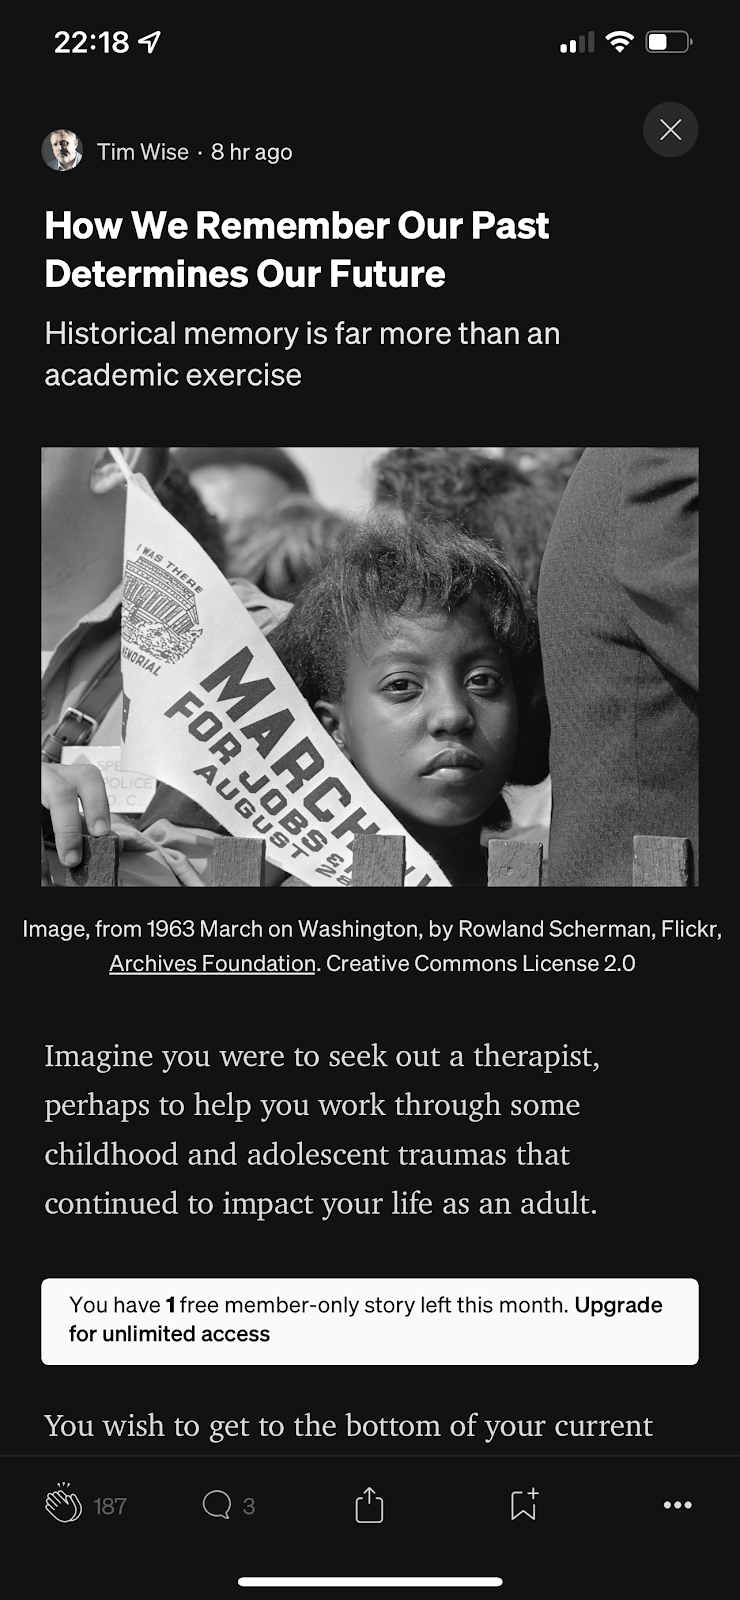 22:18
Tim Wise · 8 hr ago
How We Remember Our Past
Determines Our Future
Historical memory is far more than an
academic exercise
I WAS THERE
MEMORIAL
MARCH
FOR JOBS &
AUGUST 28
SPE
POLICE
D. C.
Image, from 1963 March on Washington, by Rowland Scherman, Flickr,
Archives Foundation. Creative Commons License 2.0
Imagine you were to seek out a therapist,
perhaps to help you work through some
childhood and adolescent traumas that
continued to impact your life as an adult.
You have 1 free member-only story left this month. Upgrade
for unlimited access
You wish to get to the bottom of your current
187
3